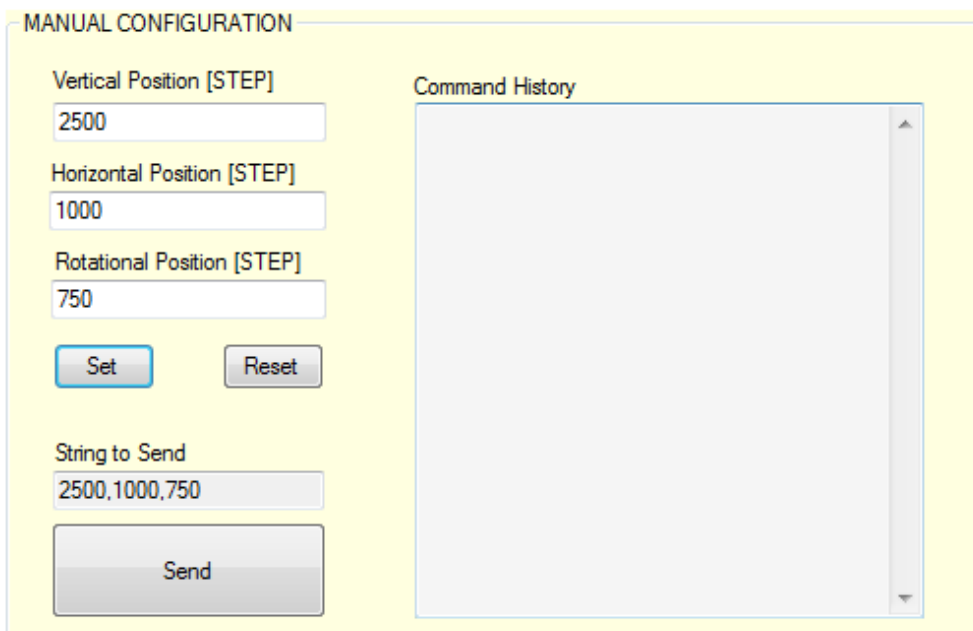 MANUAL CONFIGURATION
Vertical Position [STEP]
2500
Horizontal Position [STEP]
1000
Rotational Position [STEP]
750
Set
Reset
String to Send
2500,1000,750
Send
Command History